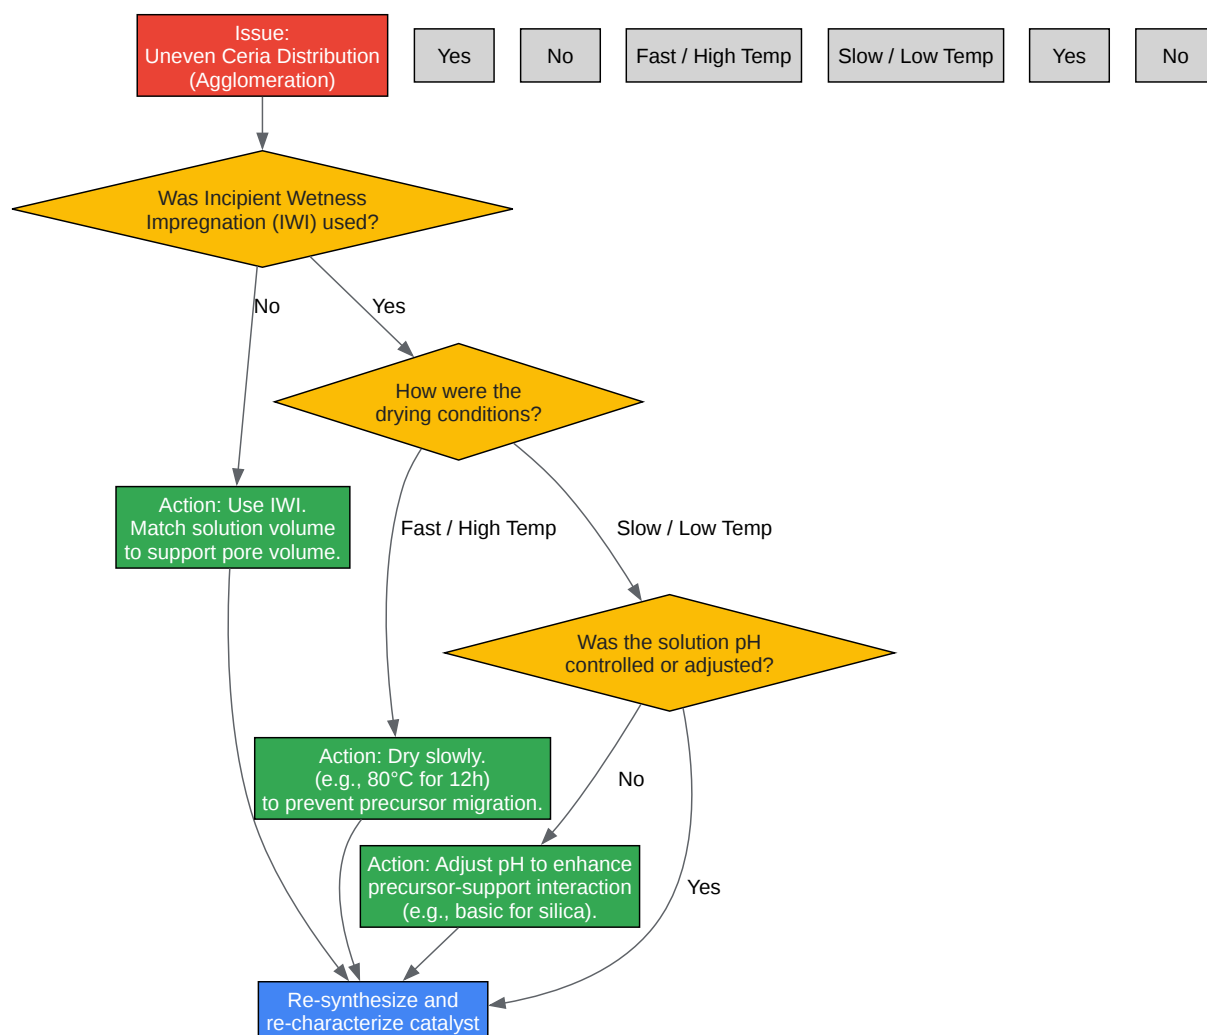 Issue:
Uneven Ceria Distribution
(Agglomeration)
Yes
No
Fast / High Temp
Slow / Low Temp
Yes
No
Was Incipient Wetness
Impregnation (IWI) used?
No
Yes
How were the
drying conditions?
Action: Use IWI.
Match solution volume
to support pore volume.
Fast / High Temp
Slow / Low Temp
Was the solution pH
controlled or adjusted?
Action: Dry slowly.
(e.g., 80°C for 12h)
to prevent precursor migration.
No
Action: Adjust pH to enhance
precursor-support interaction
(e.g., basic for silica).
Yes
Re-synthesize and
re-characterize catalyst